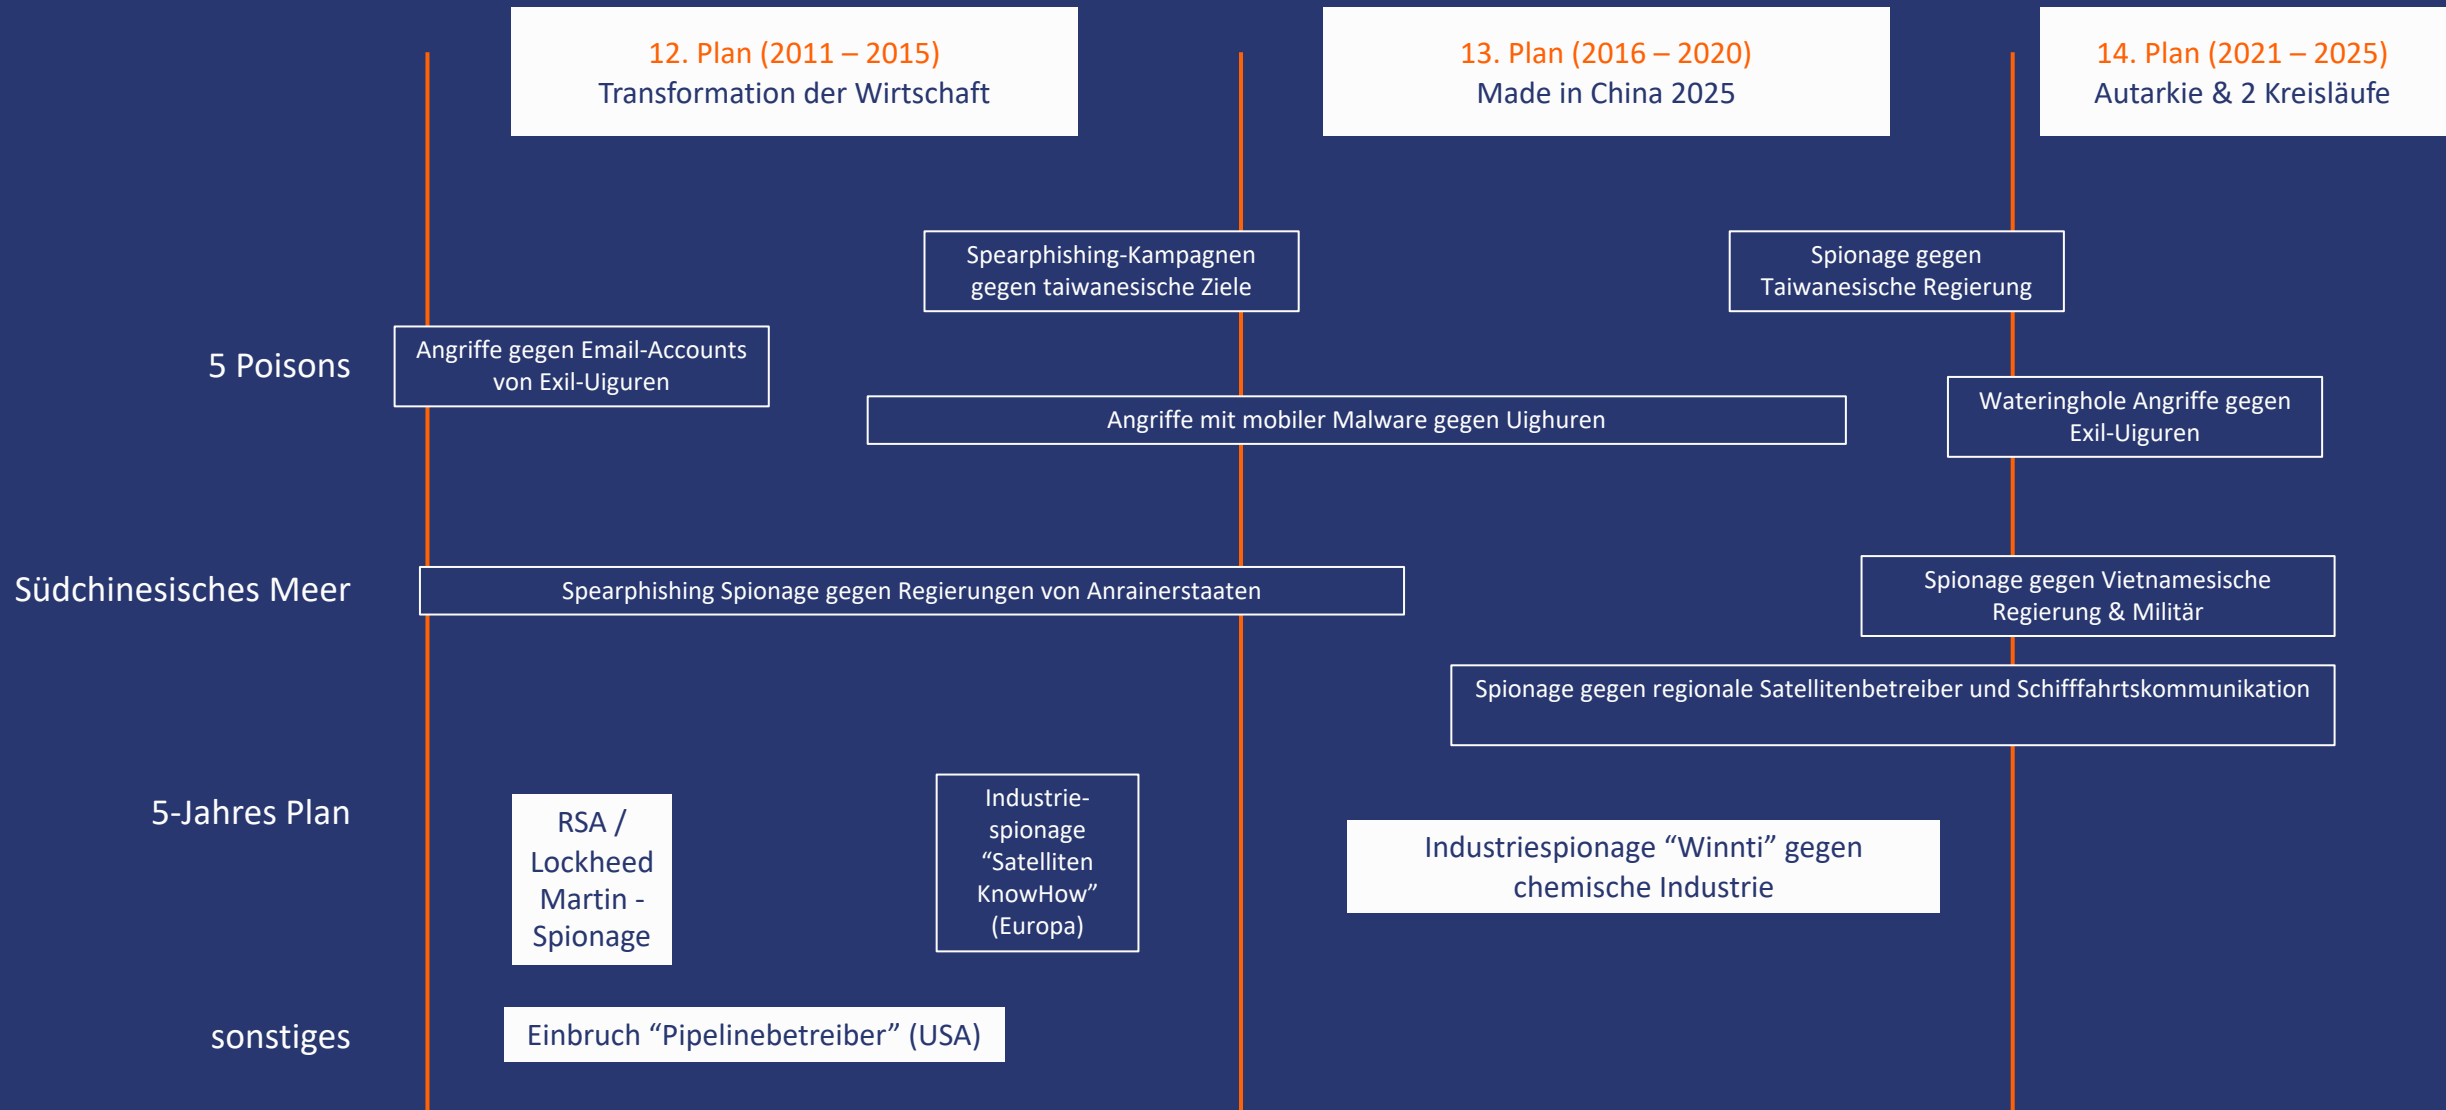 12. Plan (2011 – 2015)
Transformation der Wirtschaft
13. Plan (2016 – 2020)
Made in China 2025
14. Plan (2021 – 2025)
Autarkie & 2 Kreisläufe
5 Poisons
Spearphishing-Kampagnen
gegen taiwanesische Ziele
Spionage gegen
Taiwanesische Regierung
Angriffe gegen Email-Accounts
von Exil-Uiguren
Angriffe mit mobiler Malware gegen Uighuren
Wateringhole Angriffe gegen
Exil-Uiguren
Südchinesisches Meer
Spearphishing Spionage gegen Regierungen von Anrainerstaaten
Spionage gegen Vietnamesische
Regierung & Militär
Spionage gegen regionale Satellitenbetreiber und Schifffahrtskommunikation
5-Jahres Plan
RSA /
Lockheed
Martin -
Spionage
Industrie-
spionage
“Satelliten
KnowHow”
(Europa)
Industriespionage “Winnti” gegen
chemische Industrie
sonstiges
Einbruch “Pipelinebetreiber” (USA)